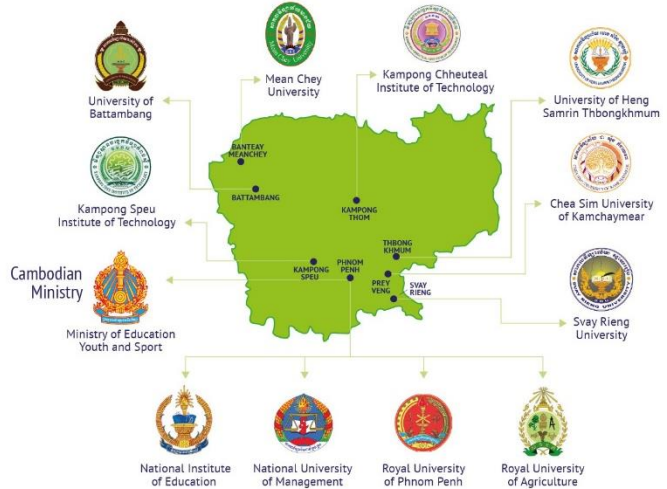 Mean Chey
University
Kampong Chheuteal
Institute of Technology
University of
Battambang
University of Heng
Samrin Thbongkhmum
BANTEAY
MEANCHEY
BATTAMBANG
KAMPONG
THOM
Kampong Speu
Institute of Technology
Chea Sim University
of Kamchaymear
THBONG
KHMUM
PHNOM
PENH
KAMPONG
SPEU
PREY
VENG
SVAY
RIENG
Cambodian
Ministry
Ministry of Education
Youth and Sport
Svay Rieng
University
National Institute
of Education
National University
of Management
Royal University
of Phnom Penh
Royal University
of Agriculture